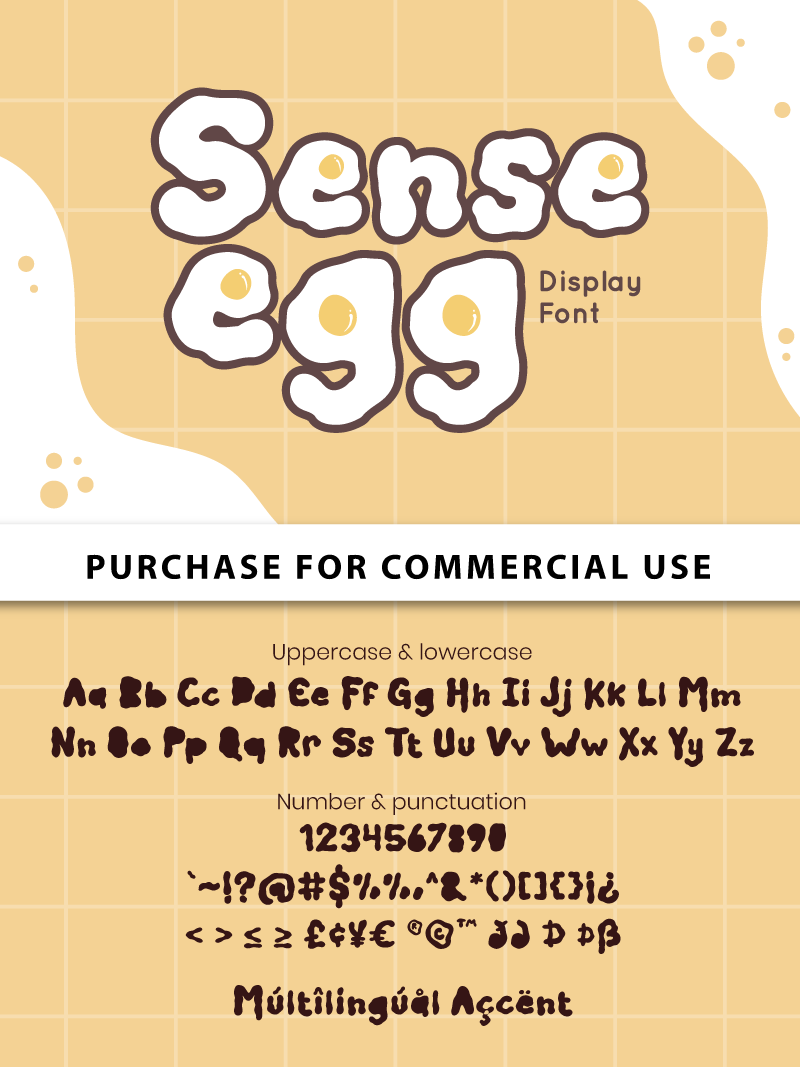 Sense
egg
Display
Font
PURCHASE FOR COMMERCIAL USE
Uppercase & lowercase
Aa Bb Cc Dd Ee Ff Gg Hh Ii Jj Kk Ll Mm
Nn Oo Pp Qq Rr Ss Tt Uu Vv Ww Xx Yy Zz
Number & punctuation
1234567890
`~!?@#$%‰^&*()[]{}¡¿
< > ≤ ≥ £¢¥€ ®©™
Múltîlingúål Aççënt